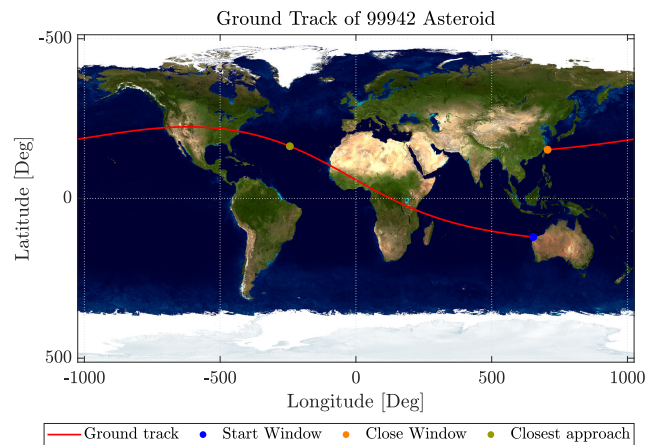 Ground Track of 99942 Asteroid
-500
0
500
Latitude [Deg]
-1000 -500 0 500 1000
Longitude [Deg]
Ground track Start Window Close Window Closest approach